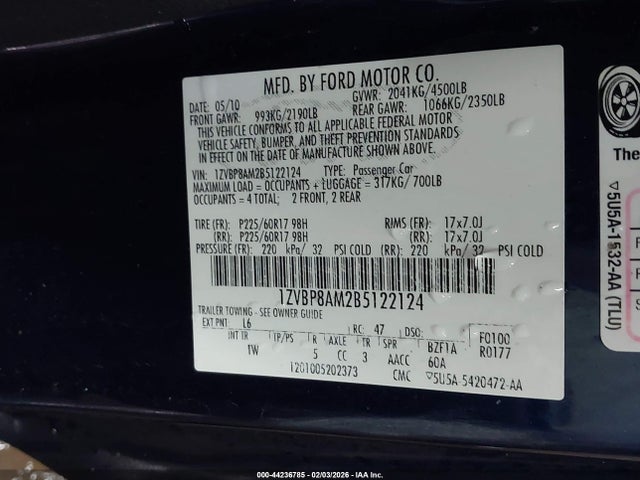 MFD. BY FORD MOTOR CO.
DATE: 05/10 GVWR: 2041KG/4500LB
FRONT GAWR: 993KG/2190LB REAR GAWR: 1066KG/2350LB
THIS VEHICLE CONFORMS TO ALL APPLICABLE FEDERAL MOTOR
VEHICLE SAFETY, BUMPER, AND THEFT PREVENTION STANDARDS
IN EFFECT ON THE DATE OF MANUFACTURE SHOWN ABOVE.
VIN: 1ZVBP8AM2B5122124 TYPE: Passenger Car
MAXIMUM LOAD = OCCUPANTS + LUGGAGE = 317KG/700LB
OCCUPANTS = 4 TOTAL; 2 FRONT, 2 REAR
TIRE (FR): P225/60R17 98H RIMS (FR): 17x7.0J
(RR): P225/60R17 98H (RR): 17x7.0J
PRESSURE (FR): 220 kPa/ 32 PSI COLD (RR): 220 kPa/ 32 PSI COLD
1ZVBP8AM2B5122124
TRAILER TOWING - SEE OWNER GUIDE
EXT PNT: L6 RC: 47 DSO: F0100
INT TR TP/PS R AXLE TR SPR BZF1A R0177
TW 5 CC 3 AACC 60A
1201005202373 CMC ▽5U5A-5420472-AA
The
▽5U5A-1532-AA (TLU)
000-44236785 - 02/03/2026 - IAA Inc.